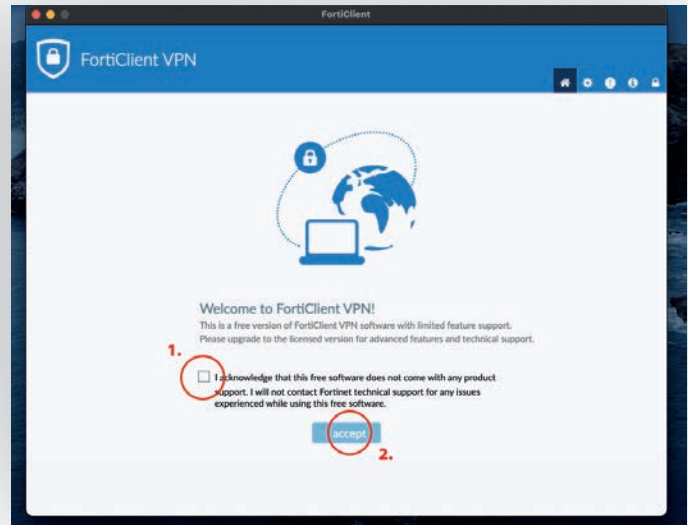 FortiClient
FortiClient VPN
Welcome to FortiClient VPN!
This is a free version of FortiClient VPN software with limited feature support.
Please upgrade to the licensed version for advanced features and technical support.
1.
I acknowledge that this free software does not come with any product
support. I will not contact Fortinet technical support for any issues
experienced while using this free software.
I accept
2.